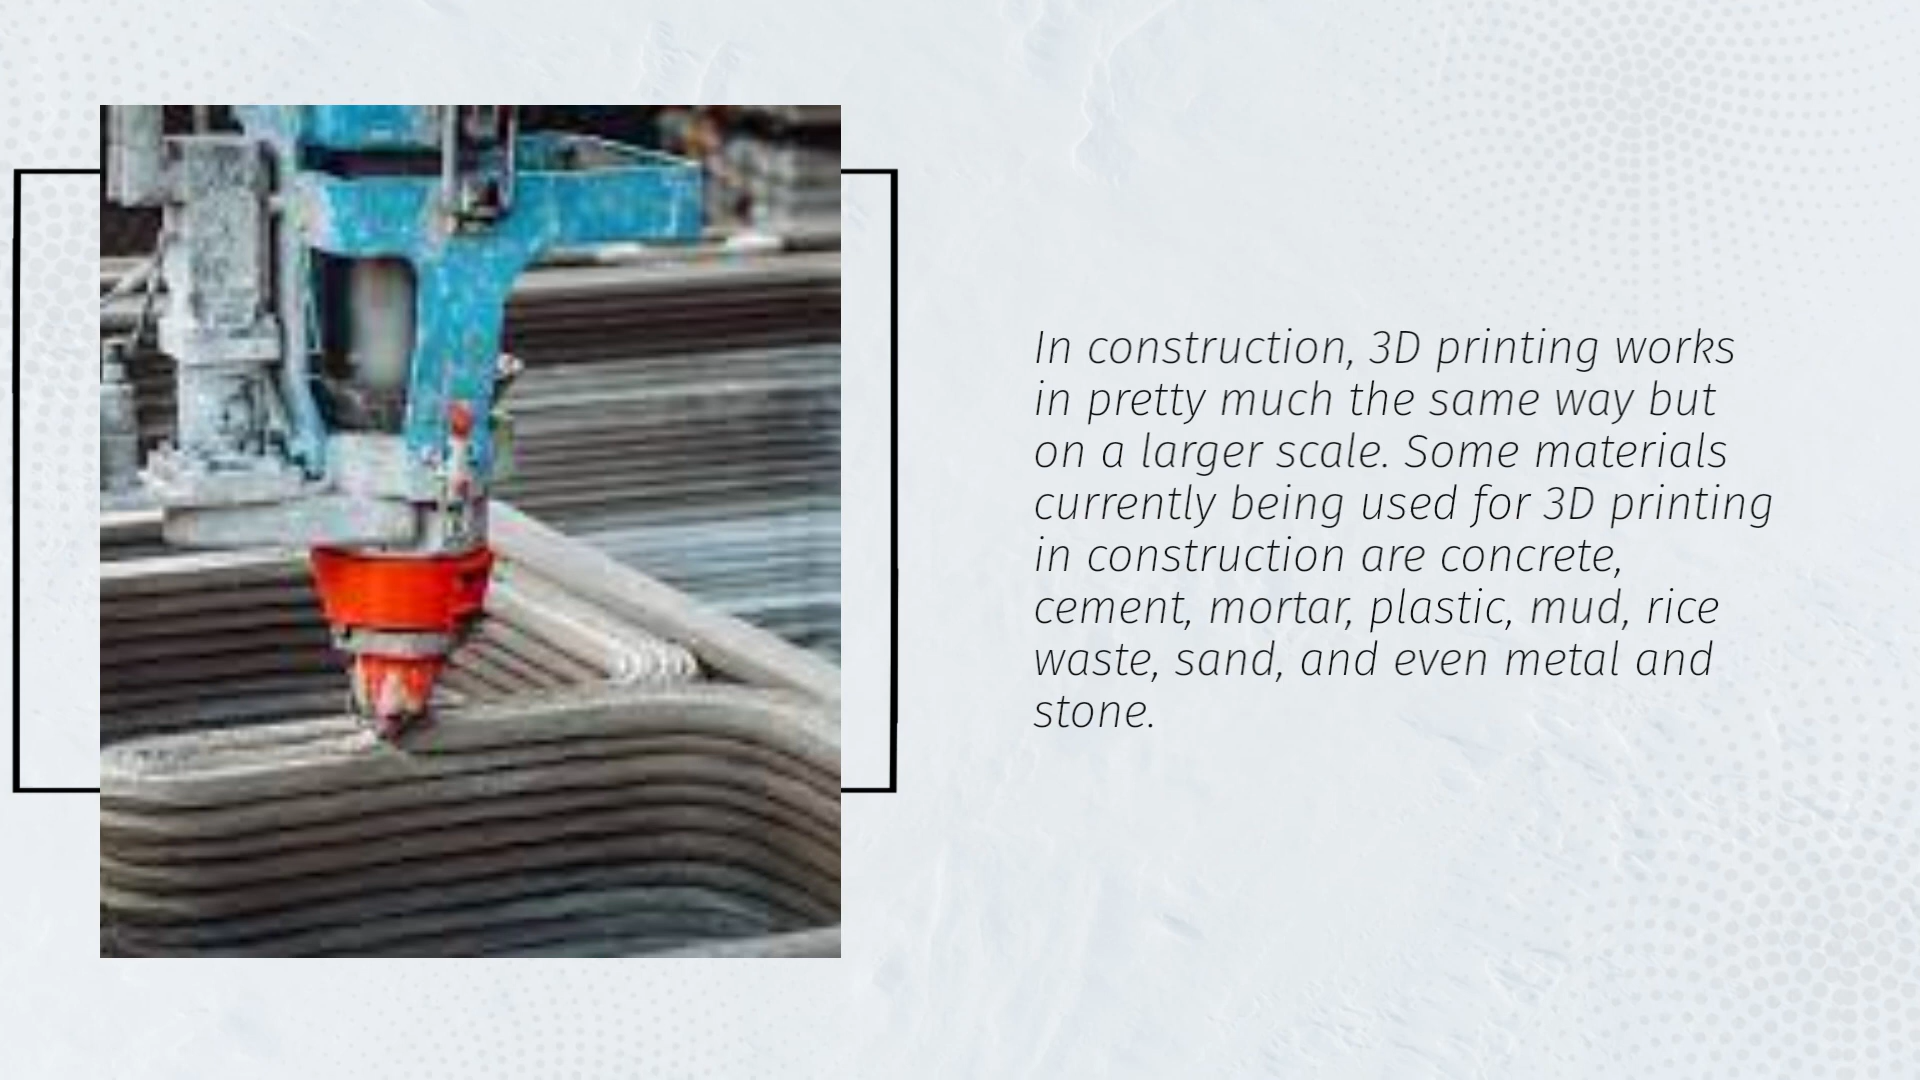 In construction, 3D printing works
in pretty much the same way but
on a larger scale. Some materials
currently being used for 3D printing
in construction are concrete,
cement, mortar, plastic, mud, rice
waste, sand, and even metal and
stone.